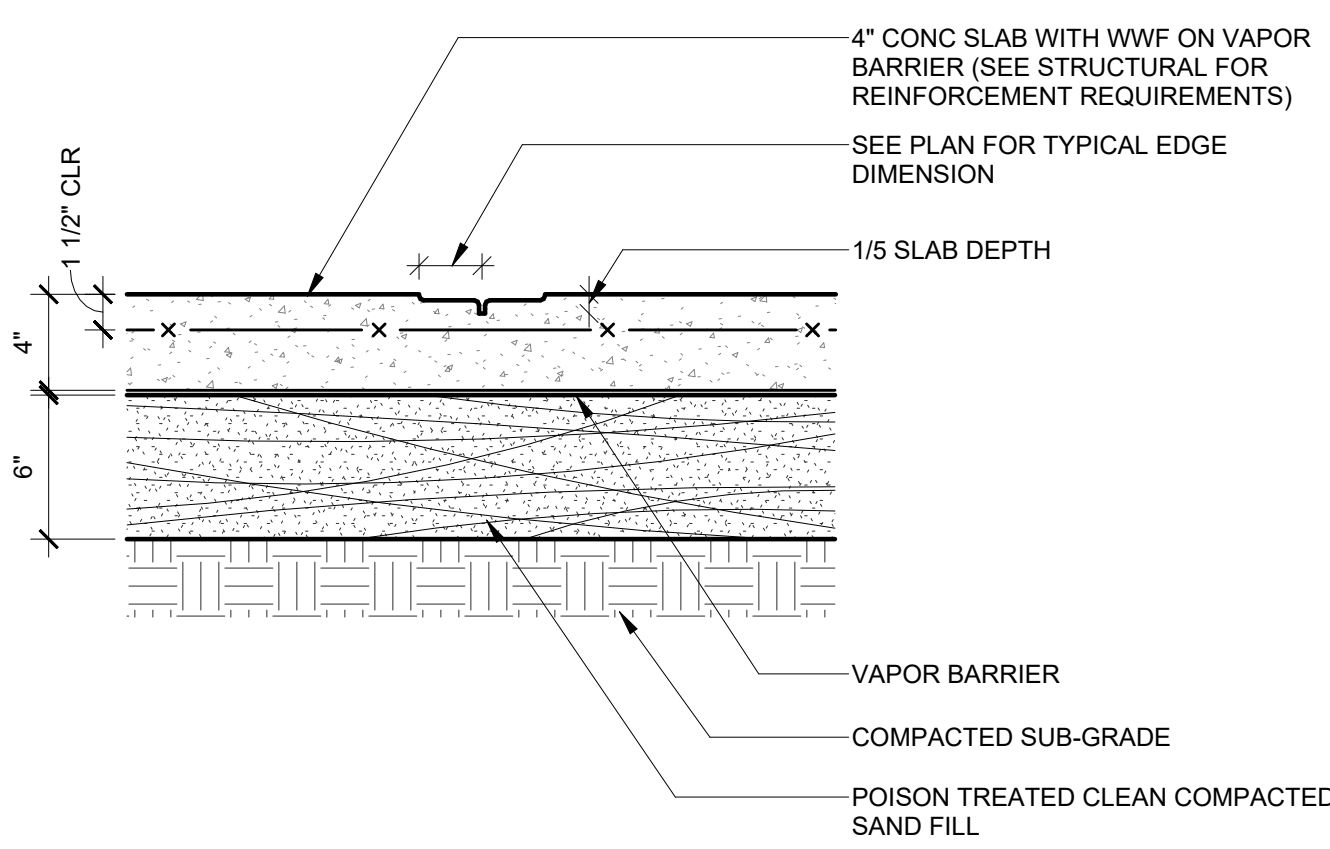 4" CONC SLAB WITH WWF ON VAPOR
BARRIER (SEE STRUCTURAL FOR
REINFORCEMENT REQUIREMENTS)
SEE PLAN FOR TYPICAL EDGE
DIMENSION
1/5 SLAB DEPTH
1 1/2" CLR
4"
6"
VAPOR BARRIER
COMPACTED SUB-GRADE
POISON TREATED CLEAN COMPACTED
SAND FILL